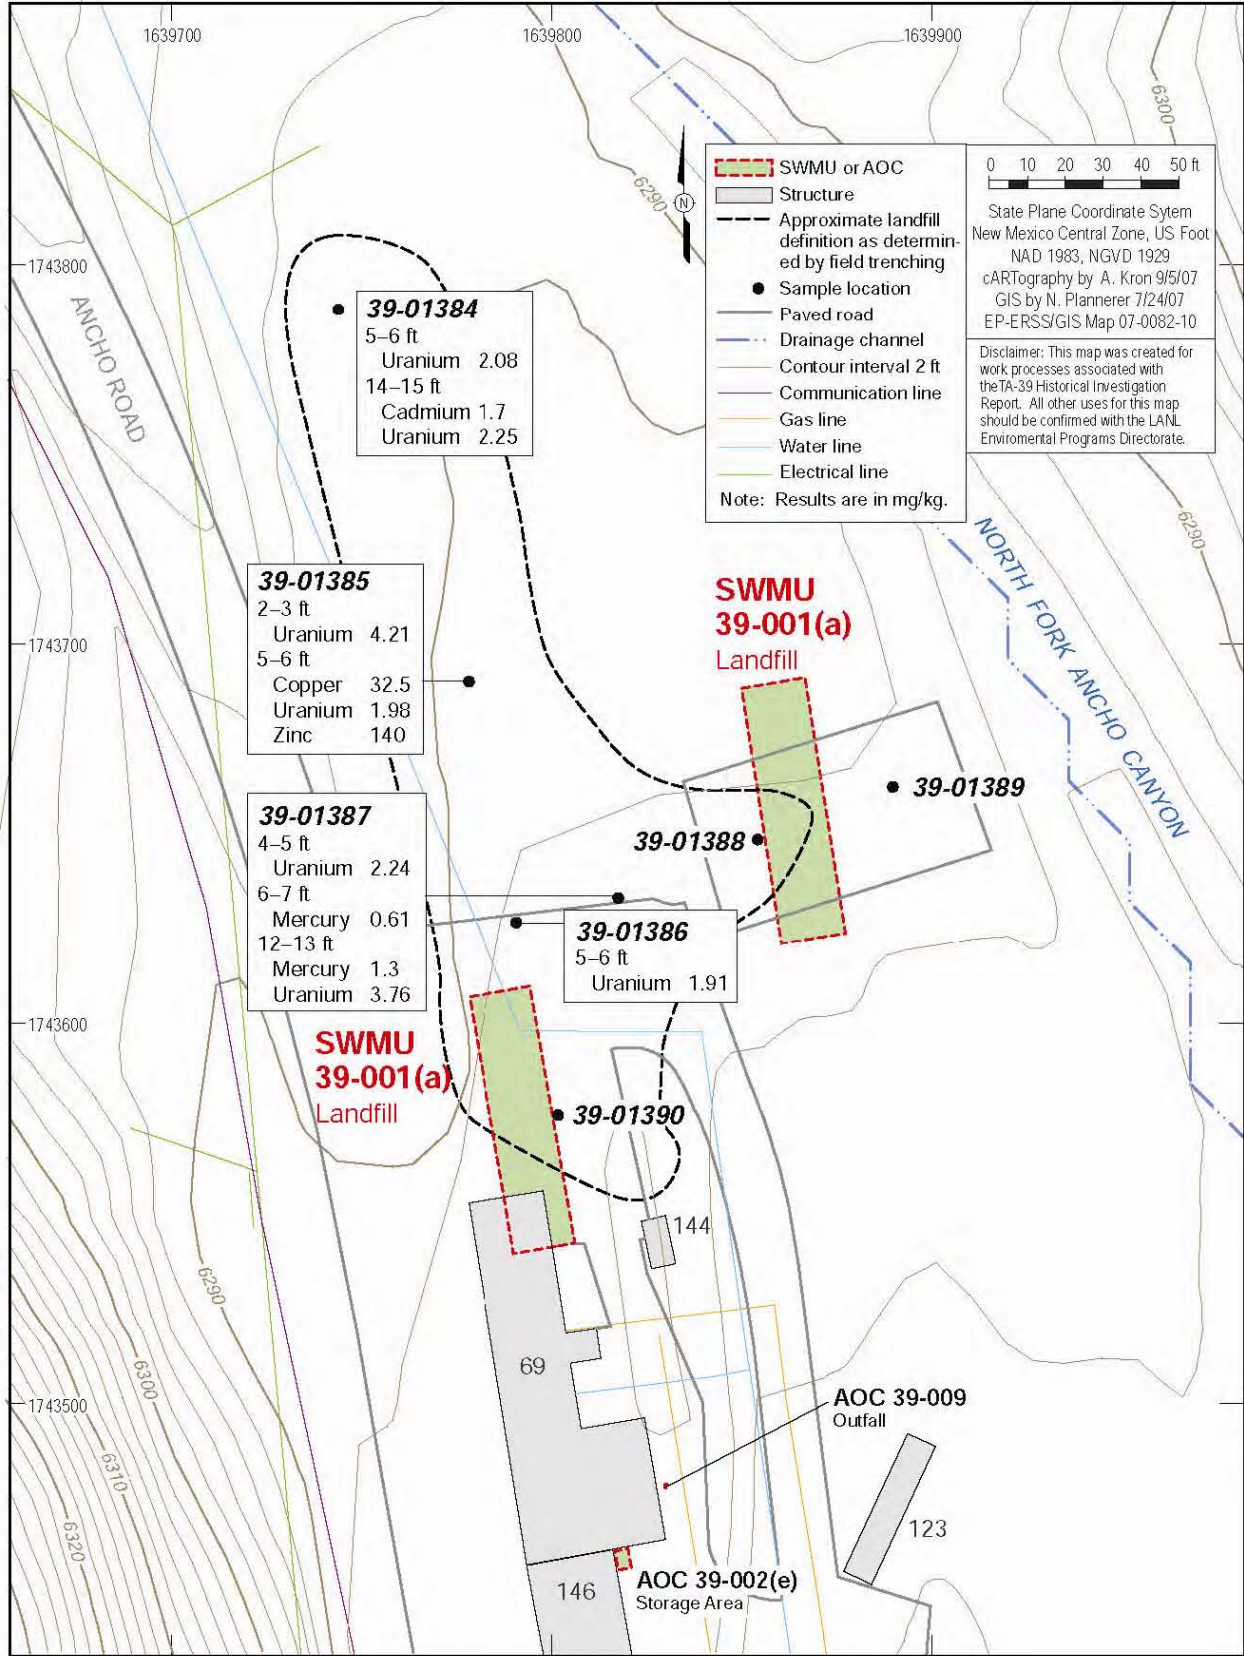 1639700
1639800
1639900
6300
6290
SWMU or AOC
Structure
Approximate landfill
definition as determin-
ed by field trenching
Sample location
Paved road
Drainage channel
Contour interval 2 ft
Communication line
Gas line
Water line
Electrical line
Note: Results are in mg/kg.
0 10 20 30 40 50 ft
State Plane Coordinate Sytem
New Mexico Central Zone, US Foot
NAD 1983, NGVD 1929
cARTography by A. Kron 9/5/07
GIS by N. Plannerer 7/24/07
EP-ERSS/GIS Map 07-0082-10
Disclaimer: This map was created for
work processes associated with
theTA-39 Historical Investigation
Report. All other uses for this map
should be confirmed with the LANL
Enviromental Programs Directorate.
N
1743800
ANCHO ROAD
39-01384
5–6 ft
Uranium 2.08
14–15 ft
Cadmium 1.7
Uranium 2.25
6290
NORTH FORK ANCHO CANYON
39-01385
2–3 ft
Uranium 4.21
5–6 ft
Copper 32.5
Uranium 1.98
Zinc 140
1743700
SWMU
39-001(a)
Landfill
39-01389
39-01388
39-01387
4–5 ft
Uranium 2.24
6–7 ft
Mercury 0.61
12–13 ft
Mercury 1.3
Uranium 3.76
39-01386
5–6 ft
Uranium 1.91
1743600
SWMU
39-001(a)
Landfill
39-01390
144
6290
69
6300
1743500
AOC 39-009
Outfall
6310
6320
123
146
AOC 39-002(e)
Storage Area